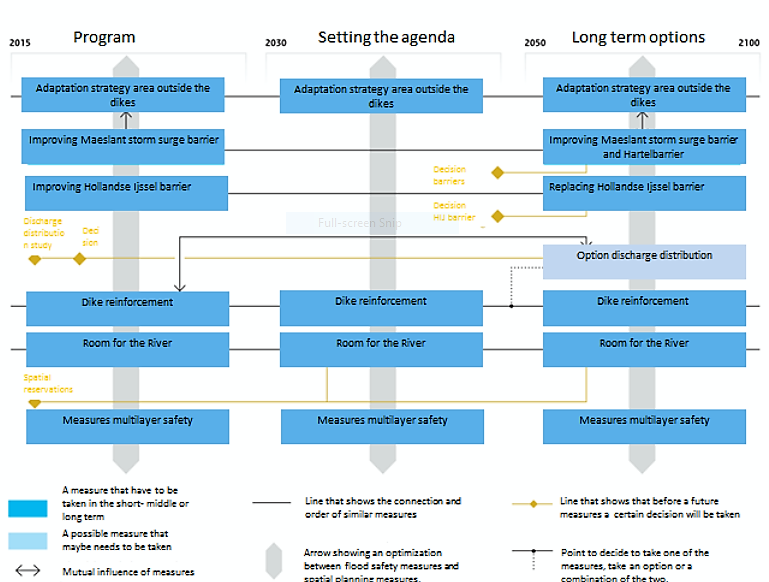 Program
Setting the agenda
Long term options
2015
2030
2050
2100
Adaptation strategy area outside the
dikes
Adaptation strategy area outside the
dikes
Adaptation strategy area outside the
dikes
Improving Maeslant storm surge barrier
Improving Maeslant storm surge barrier
and Hartelbarrier
Decision
barriers
Improving Hollandse Ijssel barrier
Replacing Hollandse Ijssel barrier
Decision
HIJ barrier
Discharge
distributio
n study
Deci
sion
Full-screen Snip
Option discharge distribution
Dike reinforcement
Dike reinforcement
Dike reinforcement
Room for the River
Room for the River
Room for the River
Spatial
reservations
Measures multilayer safety
Measures multilayer safety
Measures multilayer safety
A measure that have to be
taken in the short- middle or
long term
A possible measure that
maybe needs to be taken
Mutual influence of measures
Line that shows the connection and
order of similar measures
Arrow showing an optimization
between flood safety measures and
spatial planning measures.
Line that shows that before a future
measures a certain decision will be taken
Point to decide to take one of the
measures, take an option or a
combination of the two.